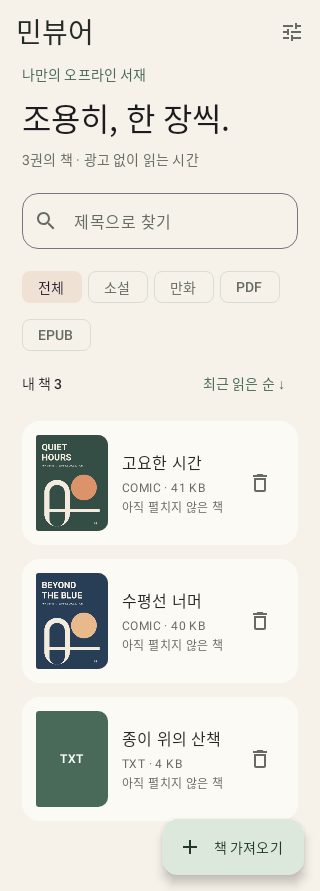 민뷰어
나만의 오프라인 서재
조용히, 한 장씩.
3권의 책 · 광고 없이 읽는 시간
제목으로 찾기
전체
소설
만화
PDF
EPUB
내 책 3
최근 읽은 순 ↓
QUIET
HOURS
고요한 시간
COMIC · 41 KB
아직 펼치지 않은 책
BEYOND
THE BLUE
수평선 너머
COMIC · 40 KB
아직 펼치지 않은 책
TXT
종이 위의 산책
TXT · 4 KB
아직 펼치지 않은 책
책 가져오기